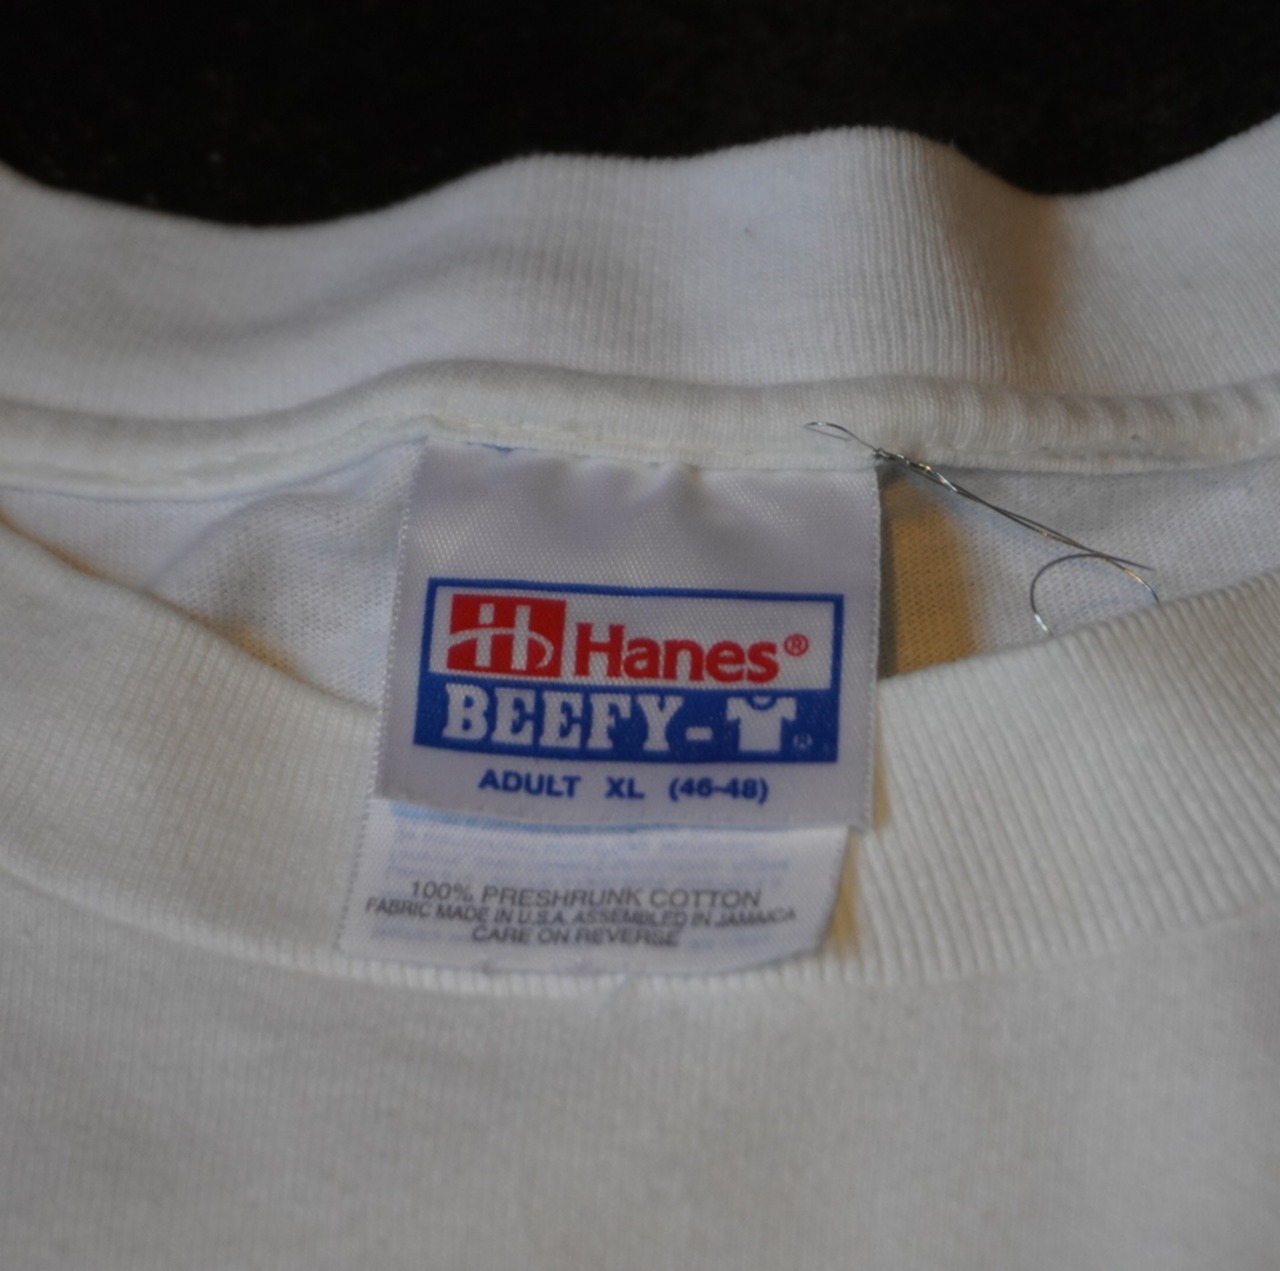 Hanes®
BEEFY-
ADULT XL (46-48)
100% PRESHRUNK COTTON
FABRIC MADE IN U.S.A. ASSEMBLED IN JAMAICA
CARE ON REVERSE